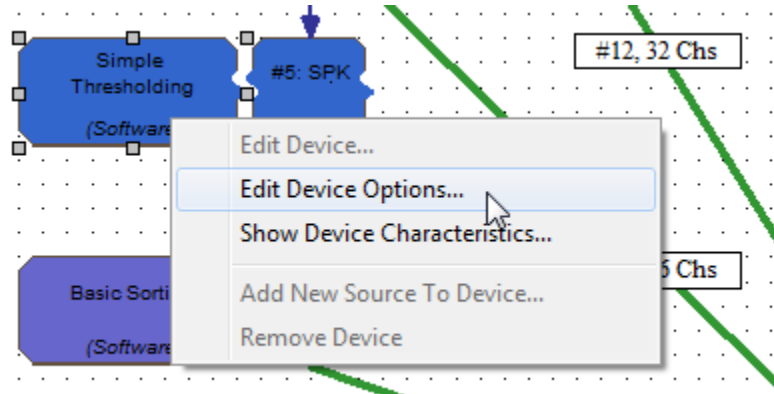 Simple
Thresholding
(Software
#5: SPK
#12, 32 Chs
Edit Device...
Edit Device Options...
Show Device Characteristics...
Add New Source To Device...
Remove Device
Chs
Basic Sorti
(Software